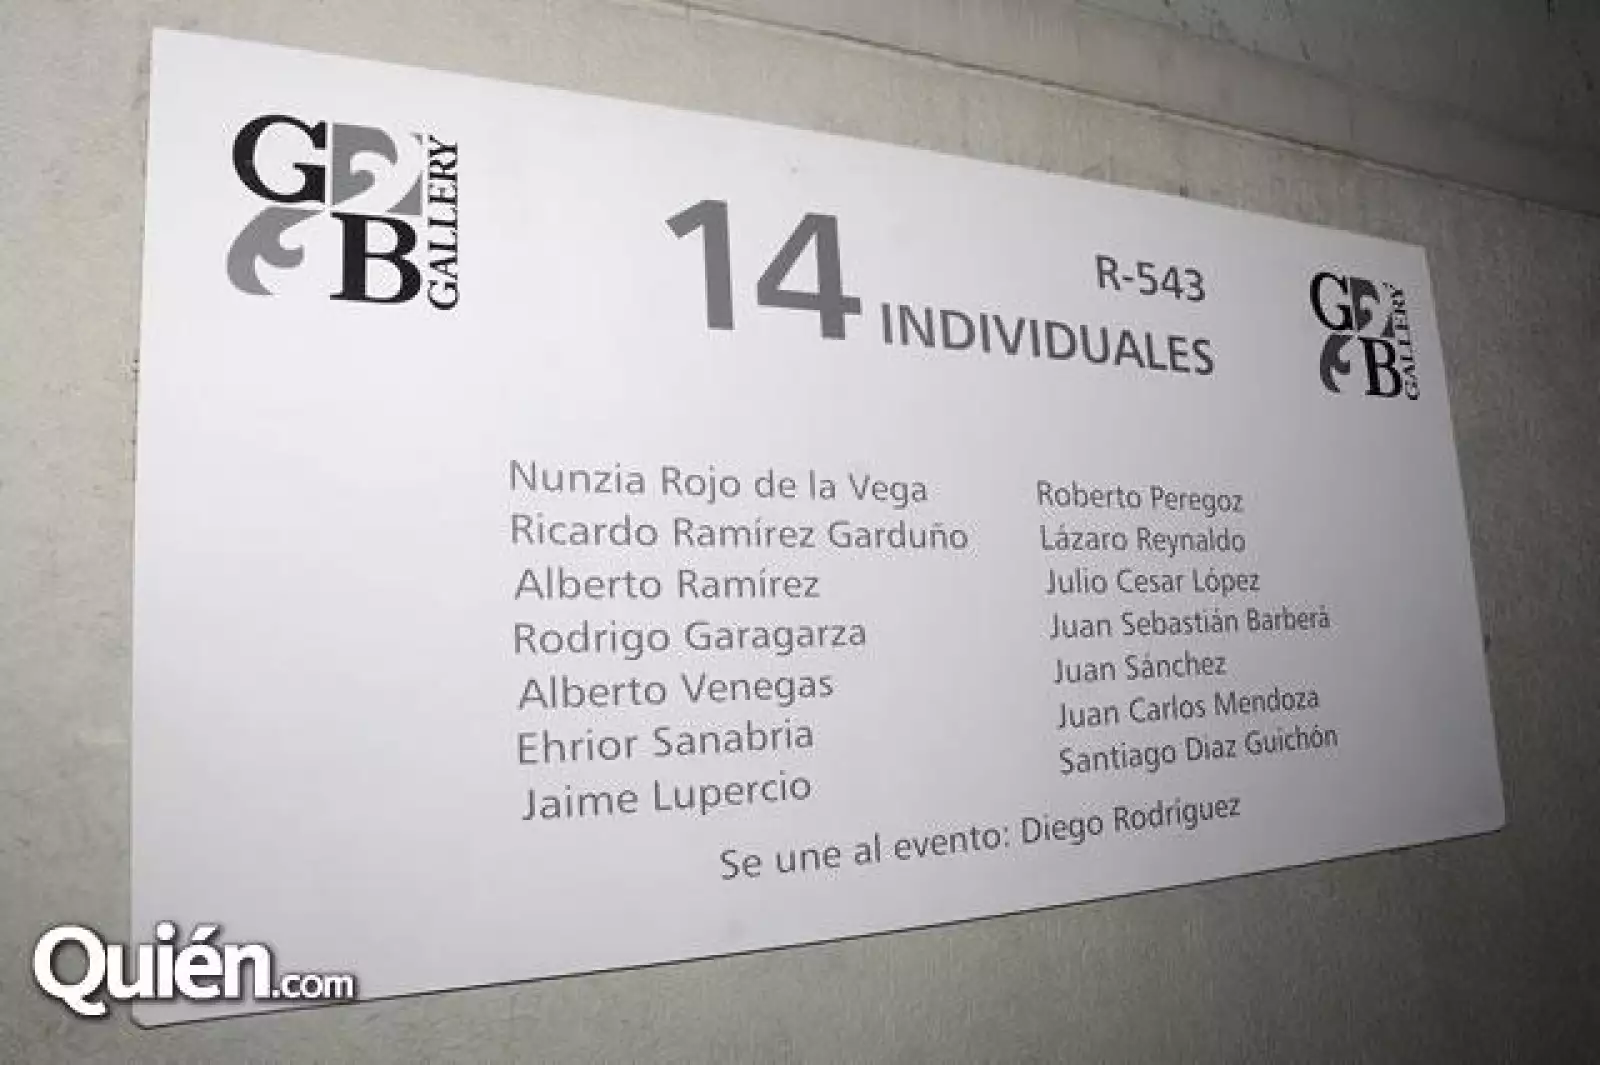 GB GALLERY
14 INDIVIDUALES
R-543
GB GALLERY
Nunzia Rojo de la Vega
Ricardo Ramírez Garduño
Alberto Ramírez
Rodrigo Garagarza
Alberto Venegas
Ehrior Sanabria
Jaime Lupercio
Roberto Peregoz
Lázaro Reynaldo
Julio Cesar López
Juan Sebastián Barberá
Juan Sánchez
Juan Carlos Mendoza
Santiago Diaz Guichón
Se une al evento: Diego Rodríguez
Quién.com